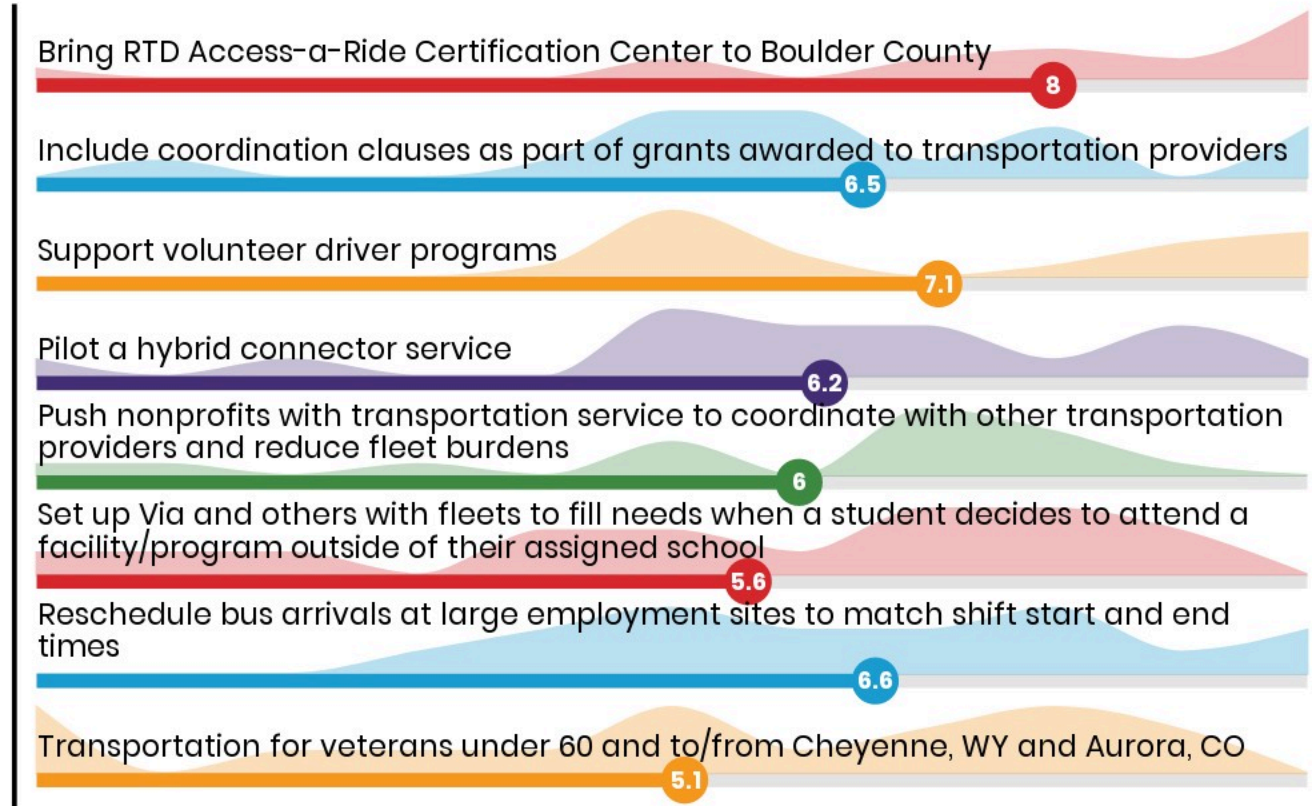 Bring RTD Access-a-Ride Certification Center to Boulder County
8
Include coordination clauses as part of grants awarded to transportation providers
6.5
Support volunteer driver programs
7.1
Pilot a hybrid connector service
6.2
Push nonprofits with transportation service to coordinate with other transportation
providers and reduce fleet burdens
6
Set up Via and others with fleets to fill needs when a student decides to attend a
facility/program outside of their assigned school
5.6
Reschedule bus arrivals at large employment sites to match shift start and end
times
6.6
Transportation for veterans under 60 and to/from Cheyenne, WY and Aurora, CO
5.1